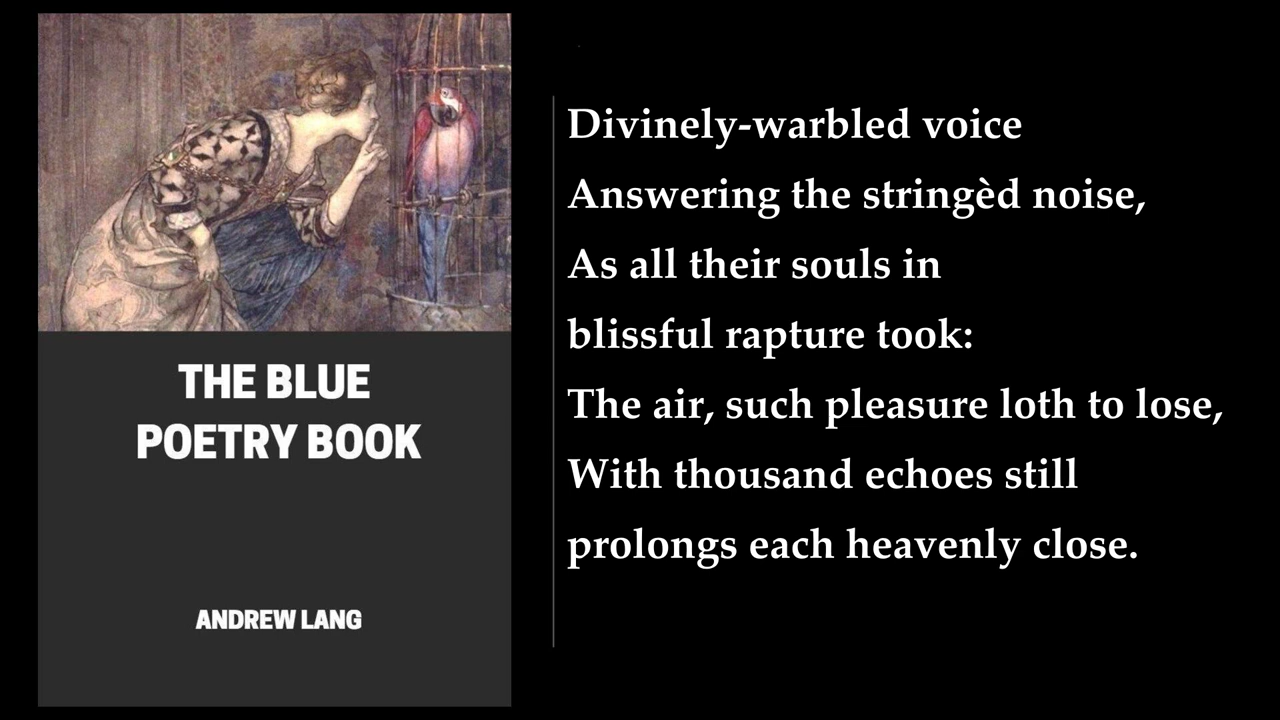 THE BLUE
POETRY BOOK
ANDREW LANG
Divinely-warbled voice
Answering the stringèd noise,
As all their souls in
blissful rapture took:
The air, such pleasure loth to lose,
With thousand echoes still
prolongs each heavenly close.